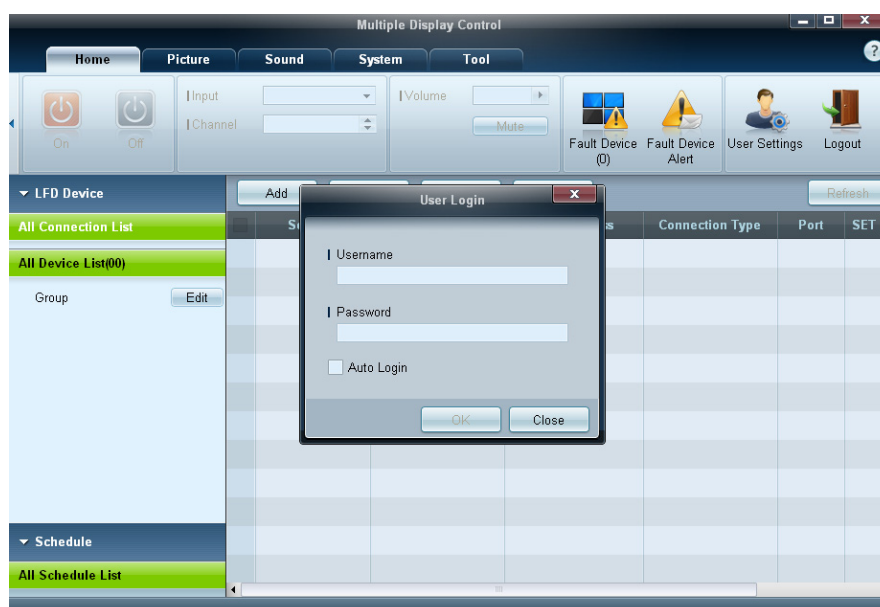 Multiple Display Control
Home
Picture
Sound
System
Tool
?
On
Off
Input
Channel
Volume
Mute
Fault Device
(0)
Fault Device
Alert
User Settings
Logout
LFD Device
Add
Refresh
All Connection List
Connection Type
Port
SET
All Device List(00)
Group
Edit
User Login
Username
Password
Auto Login
OK
Close
Schedule
All Schedule List